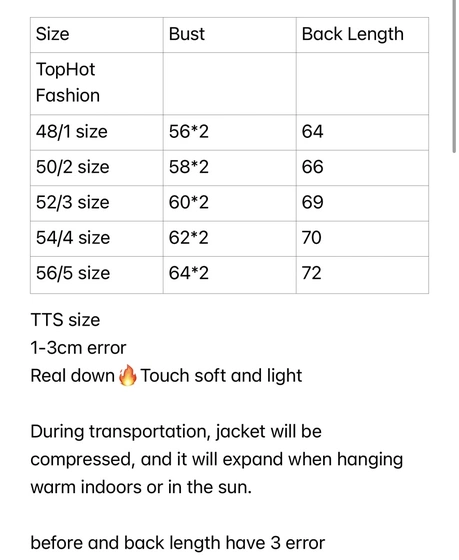 Size Bust Back Length
TopHot
Fashion
48/1 size 56*2 64
50/2 size 58*2 66
52/3 size 60*2 69
54/4 size 62*2 70
56/5 size 64*2 72
TTS size
1-3cm error
Real down🔥Touch soft and light
During transportation, jacket will be
compressed, and it will expand when hanging
warm indoors or in the sun.
before and back length have 3 error